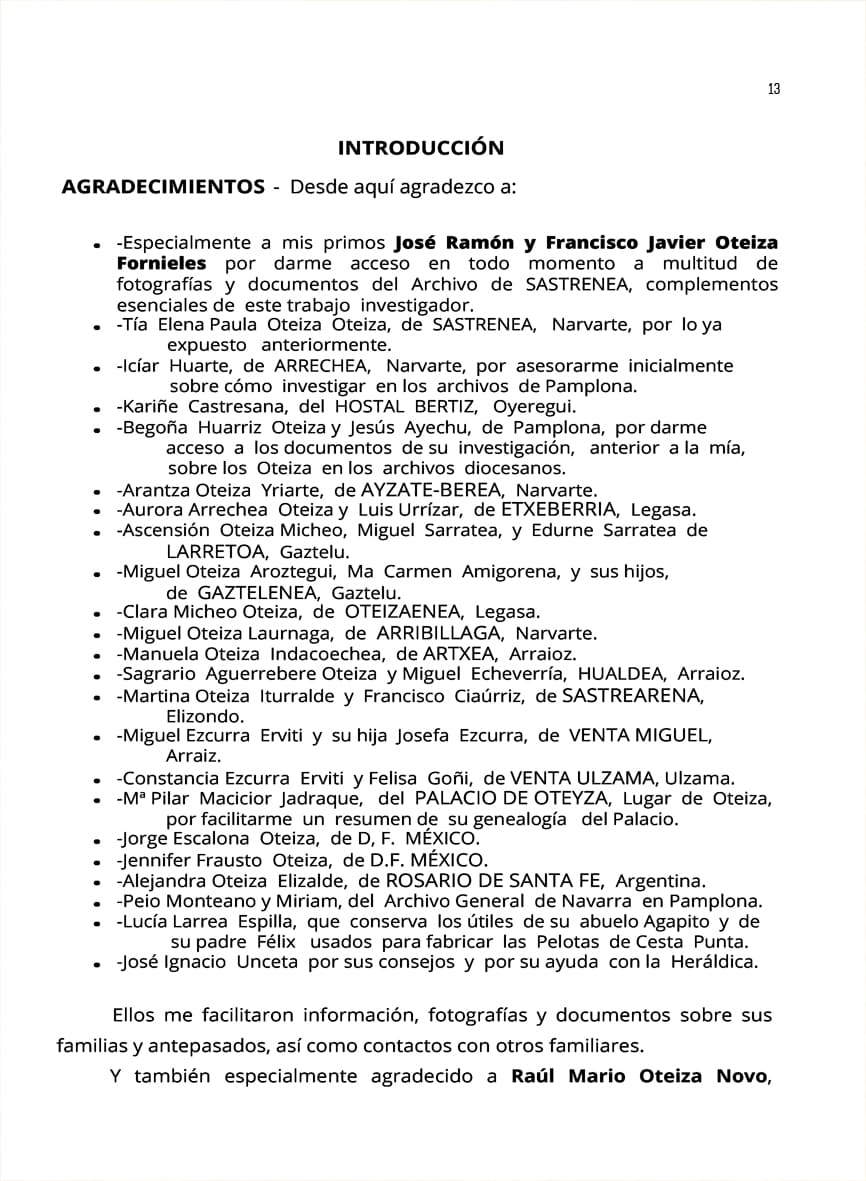 13
INTRODUCCIÓN
AGRADECIMIENTOS - Desde aquí agradezco a:
• -Especialmente a mis primos José Ramón y Francisco Javier Oteiza
Fornieles por darme acceso en todo momento a multitud de
fotografías y documentos del Archivo de SASTRENEA, complementos
esenciales de este trabajo investigador.
• -Tía Elena Paula Oteiza Oteiza, de SASTRENEA, Narvarte, por lo ya
expuesto anteriormente.
• -Icíar Huarte, de ARRECHEA, Narvarte, por asesorarme inicialmente
sobre cómo investigar en los archivos de Pamplona.
• -Kariñe Castresana, del HOSTAL BERTIZ, Oyeregui.
• -Begoña Huarriz Oteiza y Jesús Ayechu, de Pamplona, por darme
acceso a los documentos de su investigación, anterior a la mía,
sobre los Oteiza en los archivos diocesanos.
• -Arantza Oteiza Yriarte, de AYZATE-BEREA, Narvarte.
• -Aurora Arrechea Oteiza y Luis Urrízar, de ETXEBERRIA, Legasa.
• -Ascensión Oteiza Micheo, Miguel Sarratea, y Edurne Sarratea de
LARRETOA, Gaztelu.
• -Miguel Oteiza Aroztegui, Ma Carmen Amigorena, y sus hijos,
de GAZTELENEA, Gaztelu.
• -Clara Micheo Oteiza, de OTEIZAENEA, Legasa.
• -Miguel Oteiza Laurnaga, de ARRIBILLAGA, Narvarte.
• -Manuela Oteiza Indacoechea, de ARTXEA, Arraioz.
• -Sagrario Aguerrebere Oteiza y Miguel Echeverría, HUALDEA, Arraioz.
• -Martina Oteiza Iturralde y Francisco Ciaúrriz, de SASTREARENA,
Elizondo.
• -Miguel Ezcurra Erviti y su hija Josefa Ezcurra, de VENTA MIGUEL,
Arraiz.
• -Constancia Ezcurra Erviti y Felisa Goñi, de VENTA ULZAMA, Ulzama.
• -Mª Pilar Macicior Jadraque, del PALACIO DE OTEYZA, Lugar de Oteiza,
por facilitarme un resumen de su genealogía del Palacio.
• -Jorge Escalona Oteiza, de D, F. MÉXICO.
• -Jennifer Frausto Oteiza, de D.F. MÉXICO.
• -Alejandra Oteiza Elizalde, de ROSARIO DE SANTA FE, Argentina.
• -Peio Monteano y Miriam, del Archivo General de Navarra en Pamplona.
• -Lucía Larrea Espilla, que conserva los útiles de su abuelo Agapito y de
su padre Félix usados para fabricar las Pelotas de Cesta Punta.
• -José Ignacio Unceta por sus consejos y por su ayuda con la Heráldica.
Ellos me facilitaron información, fotografías y documentos sobre sus
familias y antepasados, así como contactos con otros familiares.
Y también especialmente agradecido a Raúl Mario Oteiza Novo,